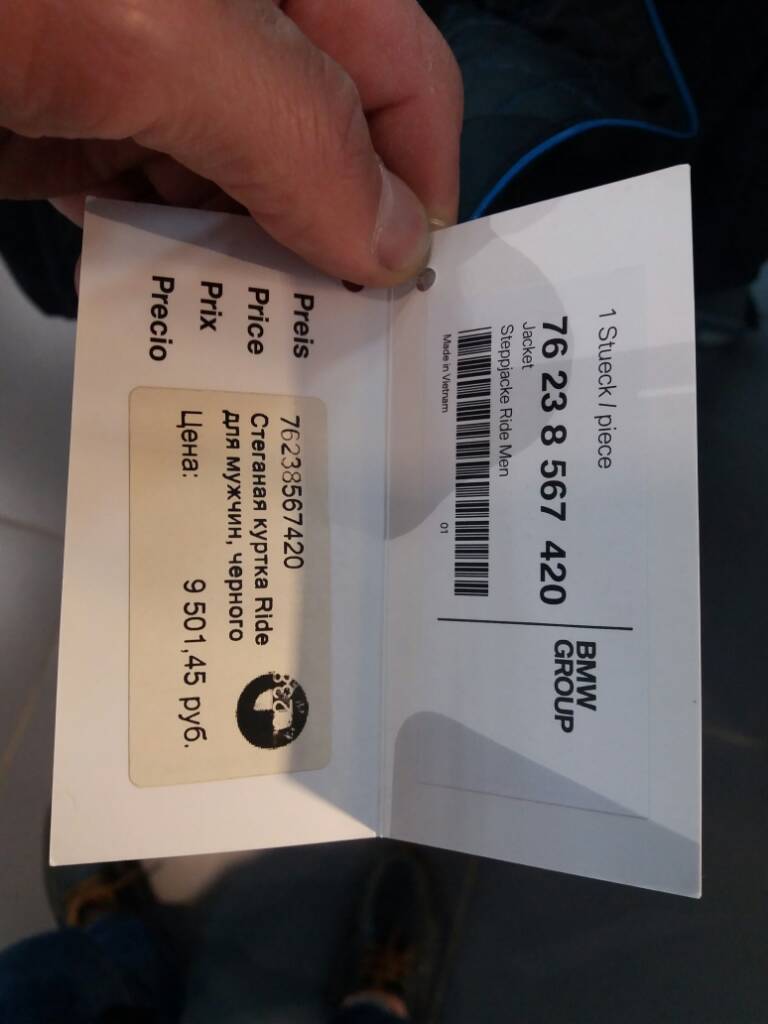 1 Stueck / piece
76 23 8 567 420
Jacket
Steppjacke Ride Men
Made in Vietnam
01
BMW
GROUP
Preis
Price
Prix
Precio
76238567420
Стеганая куртка Ride
для мужчин, черного
Цена: 9 501,45 руб.